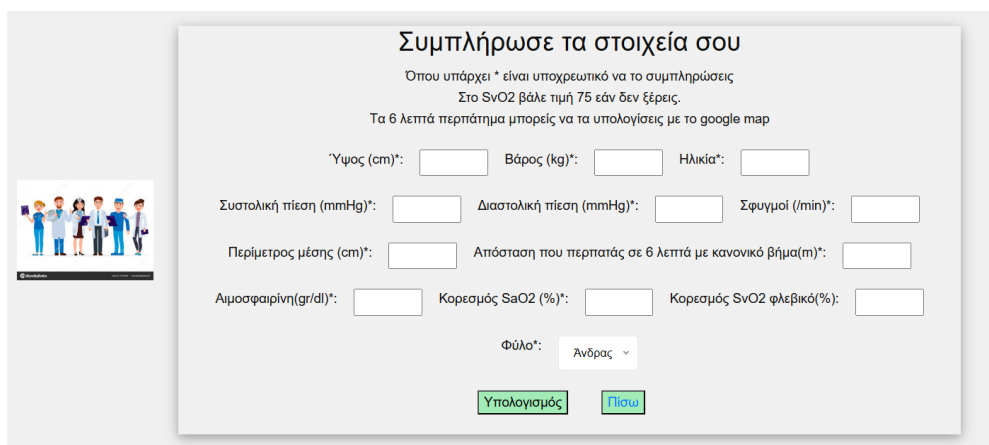 Συμπλήρωσε τα στοιχεία σου
Όπου υπάρχει * είναι υποχρεωτικό να το συμπληρώσεις
Στο SvO2 βάλε τιμή 75 εάν δεν ξέρεις.
Τα 6 λεπτά περπάτημα μπορείς να τα υπολογίσεις με το google map
Ύψος (cm)*: Βάρος (kg)*: Ηλικία*:
Συστολική πίεση (mmHg)*: Διαστολική πίεση (mmHg)*: Σφυγμοί (/min)*:
Περίμετρος μέσης (cm)*: Απόσταση που περπατάς σε 6 λεπτά με κανονικό βήμα(m)*:
Αιμοσφαιρίνη(gr/dl)*: Κορεσμός SaO2 (%)*: Κορεσμός SvO2 φλεβικό(%):
Φύλο*: Άνδρας
Υπολογισμός Πίσω